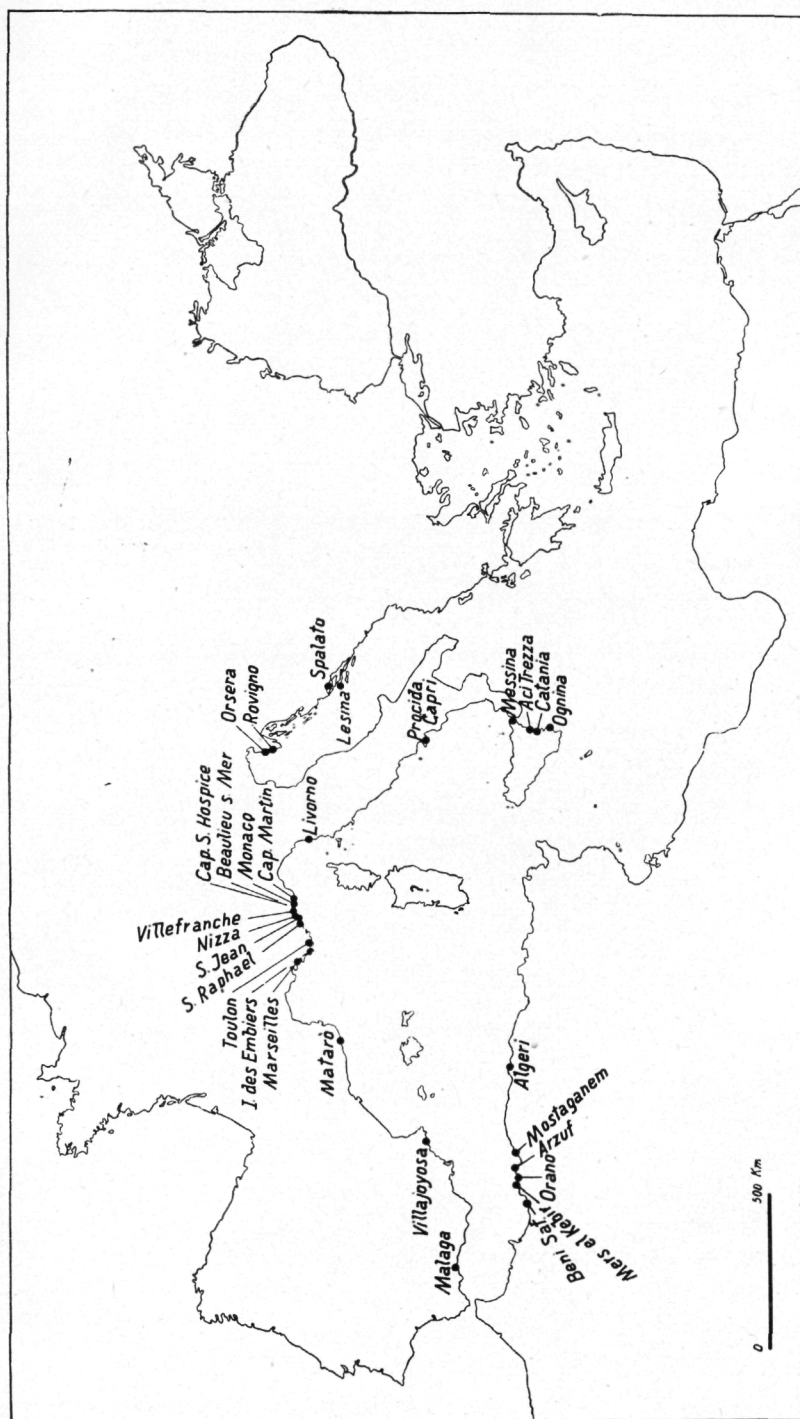 Orsera
Rovigno
Spalato
Lesma
Cap. S. Hospice
Beaulieu s. Mer
Monaco
Cap. Martin
Livorno
Villefranche
Nizza
S. Jean
S. Raphael
Toulon
I. des Embiers
Marseilles
Matarò
Villajoyosa
Malaga
Procida
Capri
Messina
Aci Trezza
Catania
Ognina
?
Algeri
Mostaganem
Arzuf
Orano
Mers el Kebir
Beni Saf
0 500 Km